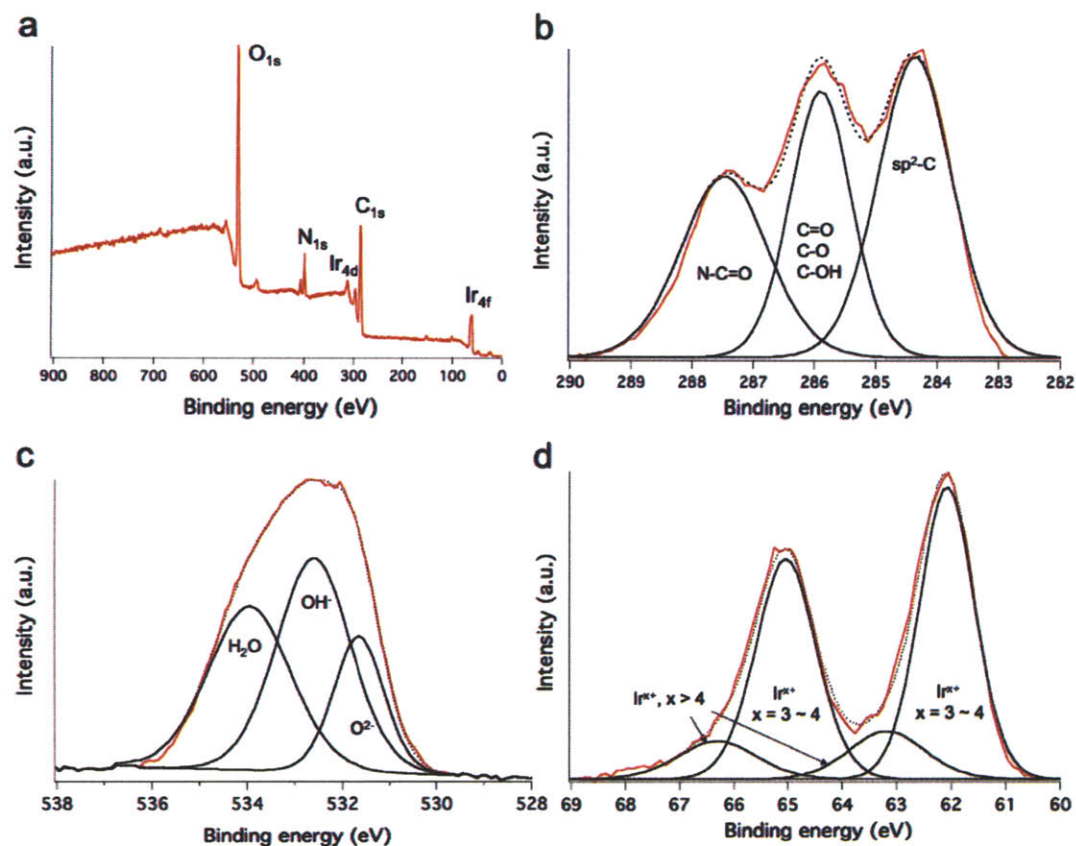 a
O1s
C1s
N1s
Ir4d
Ir4f
Intensity (a.u.)
900 800 700 600 500 400 300 200 100 0
Binding energy (eV)
b
sp²-C
C=O
C-O
C-OH
N-C=O
Intensity (a.u.)
290 289 288 287 286 285 284 283 282
Binding energy (eV)
c
OH-
H2O
O2-
Intensity (a.u.)
538 536 534 532 530 528
Binding energy (eV)
d
Irˣ⁺, x > 4
Irˣ⁺
x = 3 ~ 4
Irˣ⁺
x = 3 ~ 4
Intensity (a.u.)
69 68 67 66 65 64 63 62 61 60
Binding energy (eV)